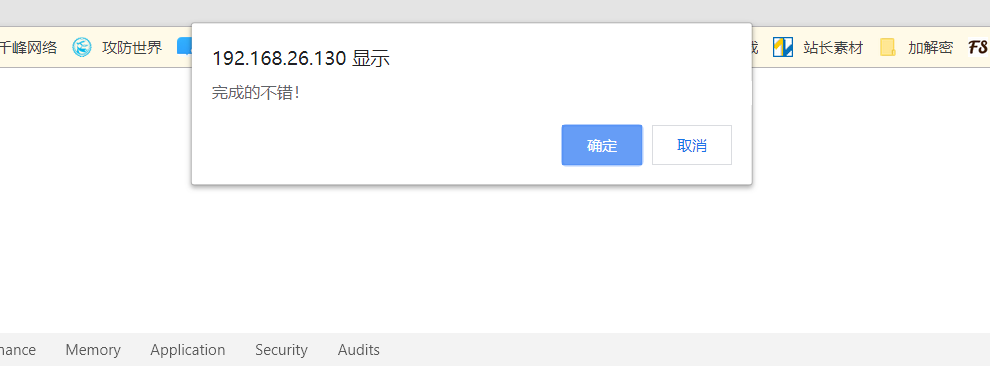 192.168.26.130 显示
完成的不错!
确定 取消
千峰网络 攻防世界 站长素材 加解密 FS
Memory Application Security Audits